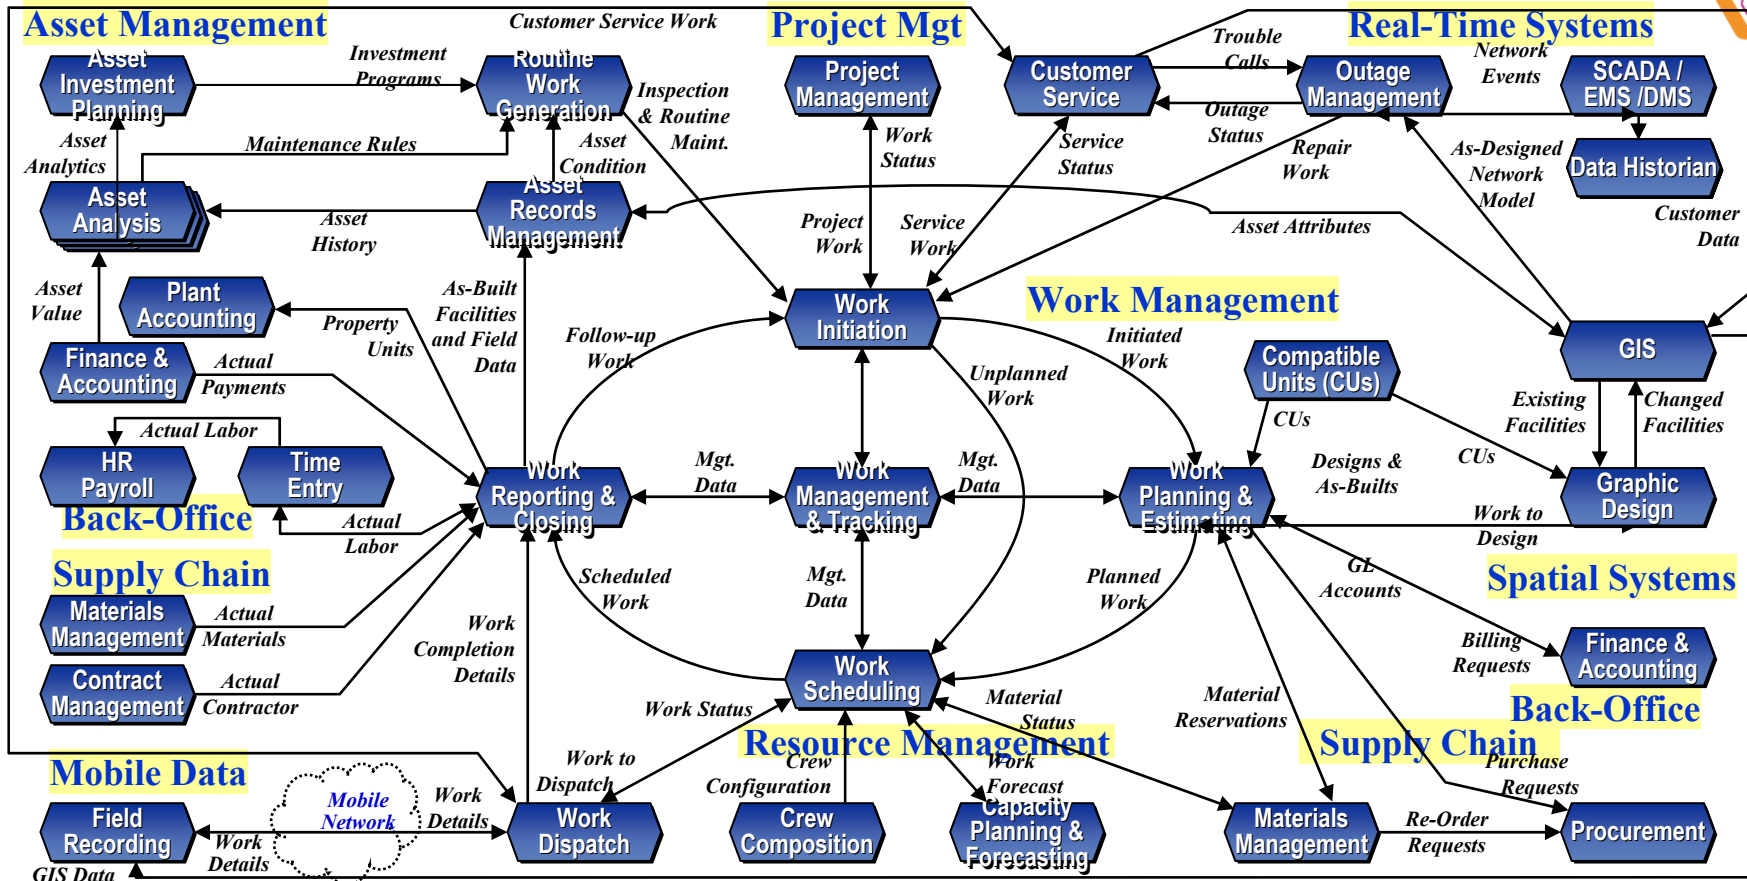 Asset Management
Customer Service Work
Project Mgt
Real-Time Systems
Asset
Investment
Planning
Investment
Programs
Routine
Work
Generation
Inspection
& Routine
Maint.
Project
Management
Customer
Service
Trouble
Calls
Outage
Management
Network
Events
SCADA /
EMS /DMS
Outage
Status
Asset
Analytics
Maintenance Rules
Asset
Condition
Work
Status
Service
Status
Repair
Work
As-Designed
Network
Model
Data Historian
Asset
Analysis
Asset
History
Asset
Records
Management
Project
Work
Service
Work
Asset Attributes
Customer
Data
Asset
Value
Plant
Accounting
Property
Units
As-Built
Facilities
and Field
Data
Follow-up
Work
Work
Initiation
Work Management
Initiated
Work
Finance &
Accounting
Actual
Payments
Unplanned
Work
Compatible
Units (CUs)
GIS
Existing
Facilities
Changed
Facilities
Actual Labor
CUs
CUs
HR
Payroll
Time
Entry
Back-Office
Actual
Labor
Work
Reporting &
Closing
Mgt.
Data
Work
Management
& Tracking
Mgt.
Data
Work
Planning &
Estimating
Designs &
As-Builts
Graphic
Design
Work to
Design
Supply Chain
Scheduled
Work
Mgt.
Data
Planned
Work
GL
Accounts
Spatial Systems
Materials
Management
Actual
Materials
Work
Completion
Details
Billing
Requests
Finance &
Accounting
Contract
Management
Actual
Contractor
Work Status
Work
Scheduling
Material
Status
Material
Reservations
Back-Office
Resource Management
Supply Chain
Mobile Data
Work to
Dispatch
Crew
Configuration
Work
Forecast
Purchase
Requests
Mobile
Network
Work
Details
Field
Recording
Work
Details
Work
Dispatch
Crew
Composition
Capacity
Planning &
Forecasting
Materials
Management
Re-Order
Requests
Procurement
GIS Data